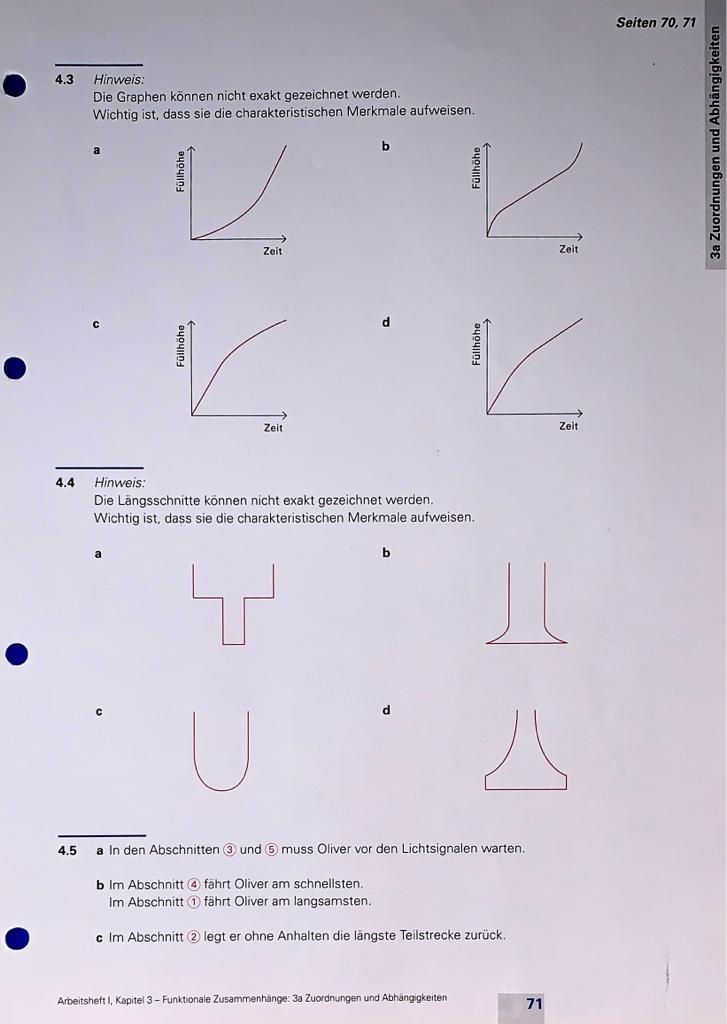 Seiten 70, 71
3a Zuordnungen und Abhängigkeiten
4.3 Hinweis:
Die Graphen können nicht exakt gezeichnet werden.
Wichtig ist, dass sie die charakteristischen Merkmale aufweisen.
a
Füllhöhe
Zeit
b
Füllhöhe
Zeit
c
Füllhöhe
Zeit
d
Füllhöhe
Zeit
4.4 Hinweis:
Die Längsschnitte können nicht exakt gezeichnet werden.
Wichtig ist, dass sie die charakteristischen Merkmale aufweisen.
a
b
c
d
4.5 a In den Abschnitten ③ und ⑤ muss Oliver vor den Lichtsignalen warten.
b Im Abschnitt ④ fährt Oliver am schnellsten.
Im Abschnitt ① fährt Oliver am langsamsten.
c Im Abschnitt ② legt er ohne Anhalten die längste Teilstrecke zurück.
Arbeitsheft I, Kapitel 3 – Funktionale Zusammenhänge: 3a Zuordnungen und Abhängigkeiten
71